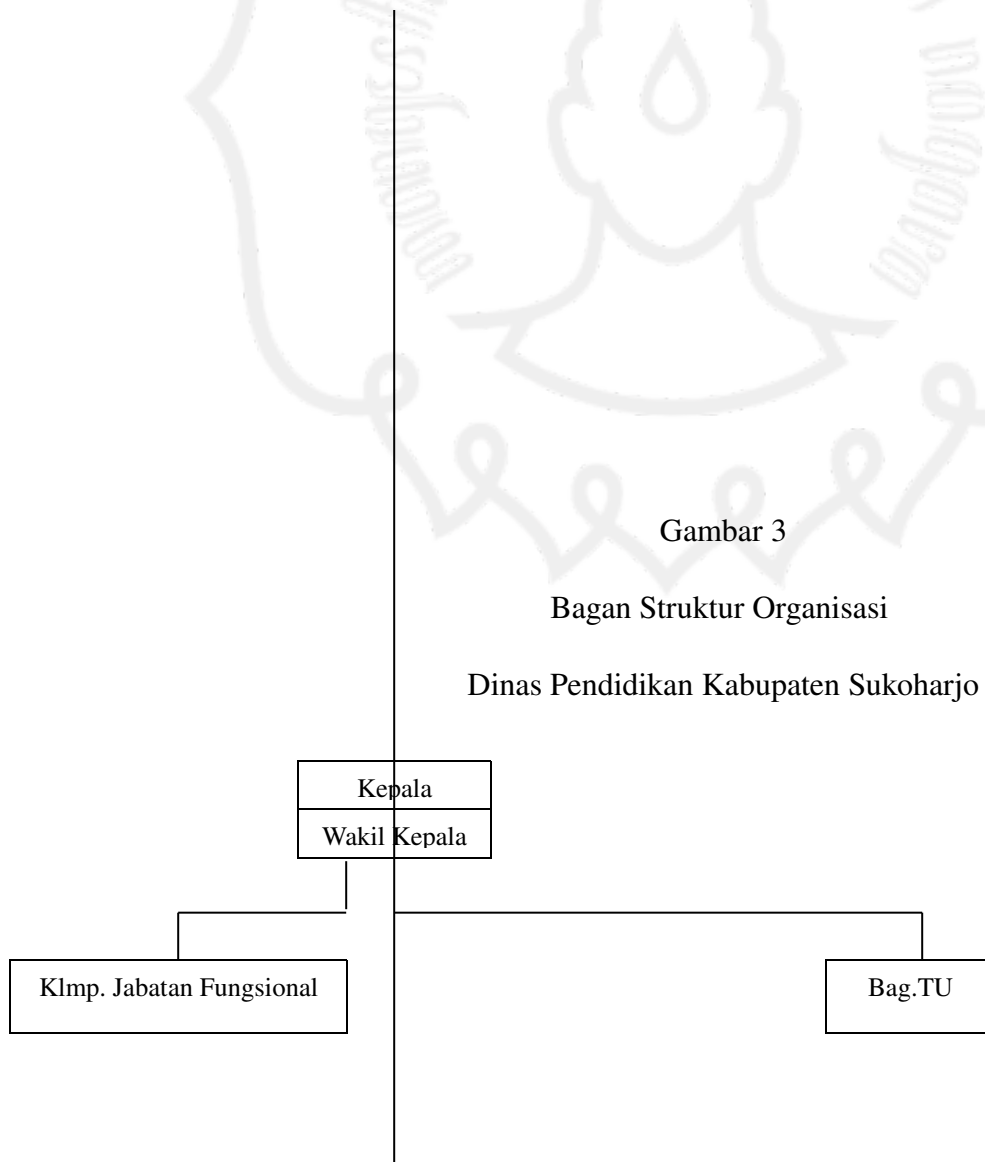 Gambar 3
Bagan Struktur Organisasi
Dinas Pendidikan Kabupaten Sukoharjo
Kepala
Wakil Kepala
Klmp. Jabatan Fungsional
Bag.TU